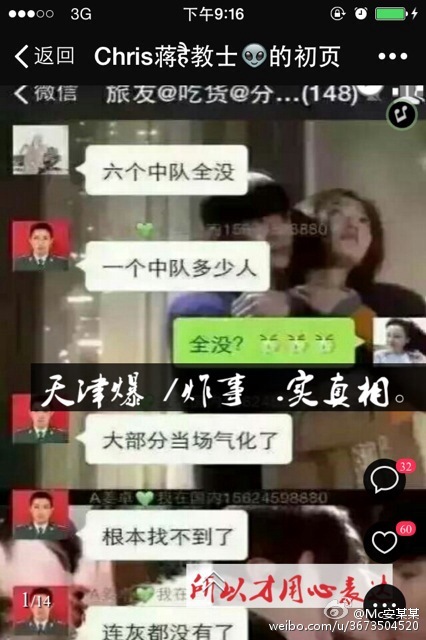 3G 下午9:16
返回 Chris蒋교士👽的初页
微信 旅友@吃货@分...(148)
六个中队全没
一个中队多少人
全没?
天津爆 /炸事 .实真相。
大部分当场气化了
A姜卓💚我在国内15624598880
根本找不到了
所以才用心表达
1/14
连灰都没有了
32
60
@Mc安某某
weibo.com/u/3673504520